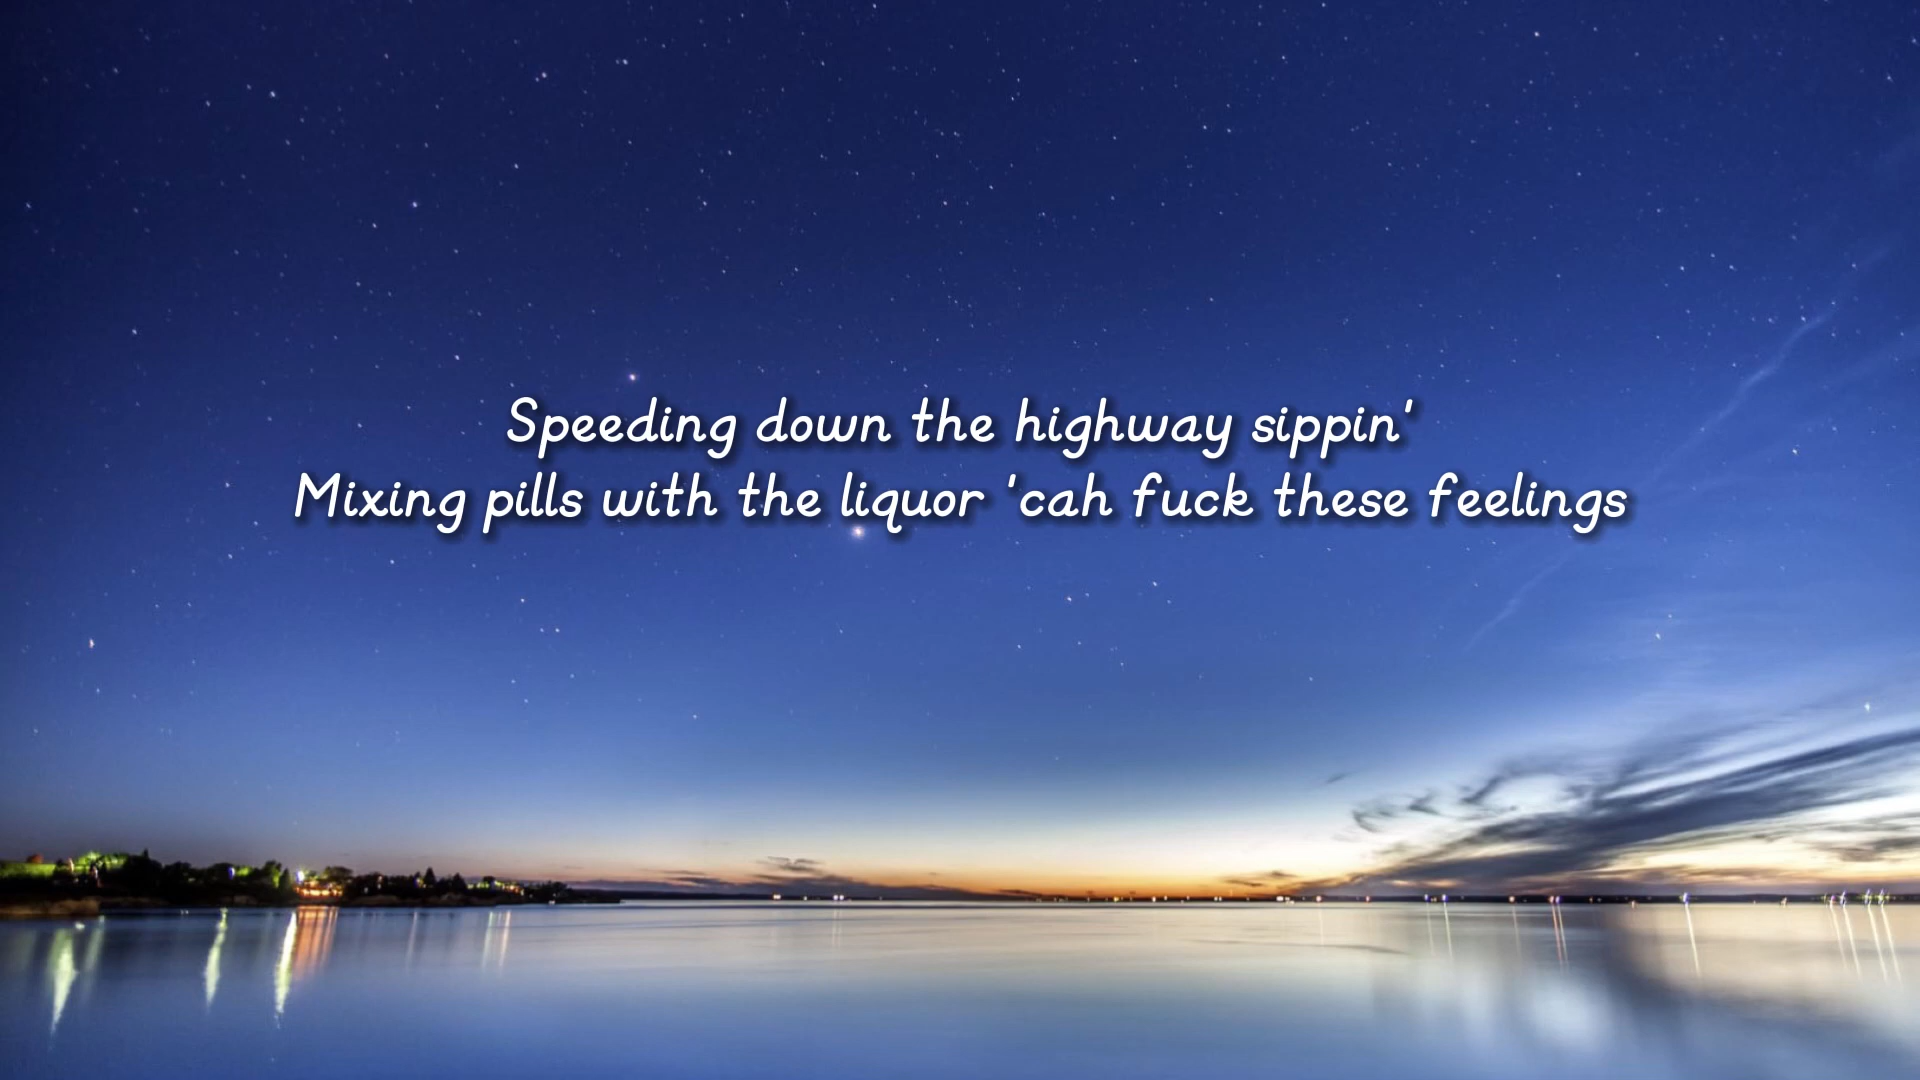 Speeding down the highway sippin'
Mixing pills with the liquor 'cah fuck these feelings